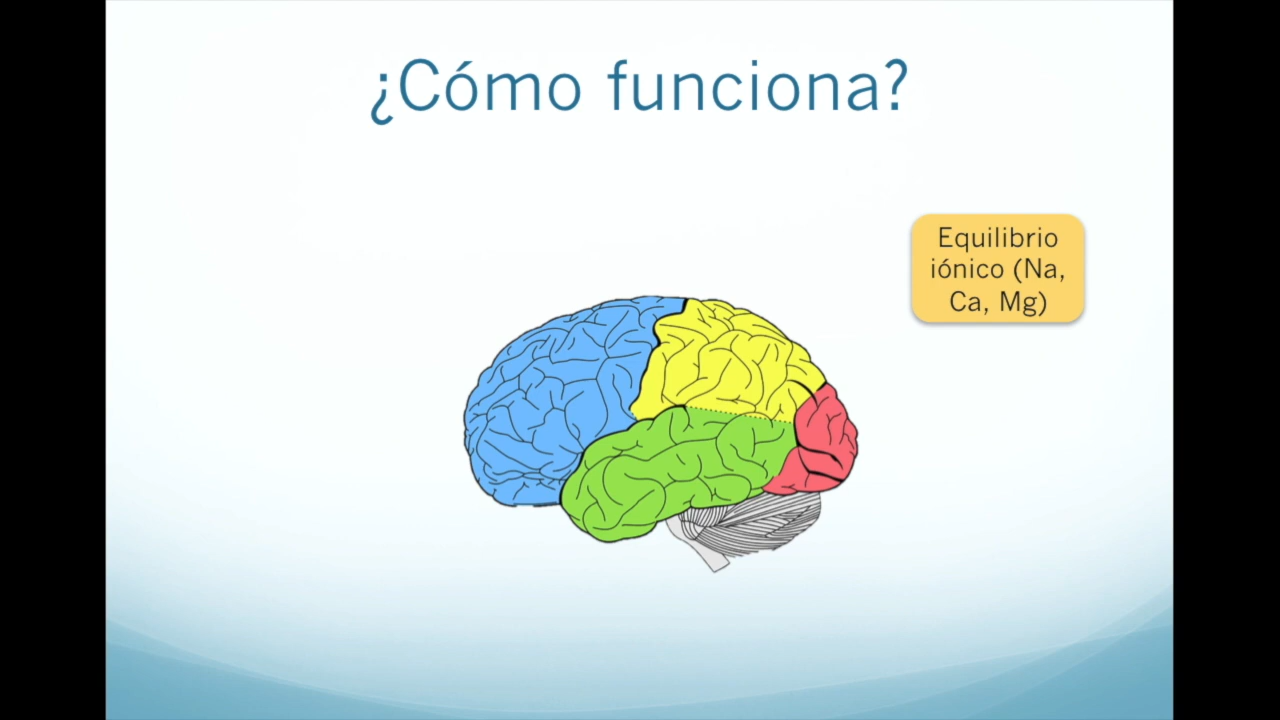 ¿Cómo funciona?
Equilibrio
iónico (Na,
Ca, Mg)